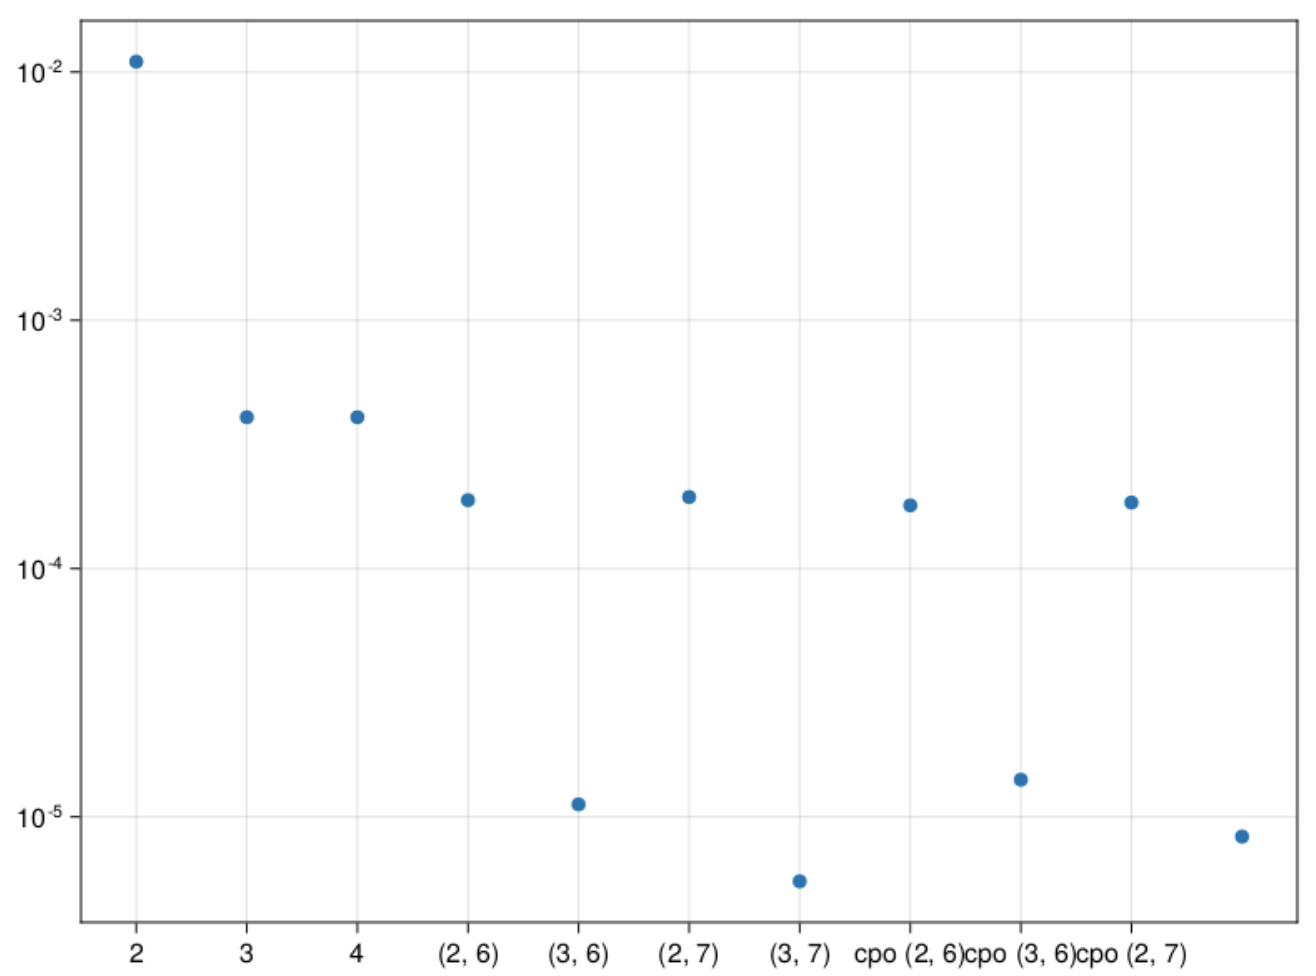 10-2
10-3
10-4
10-5
2 3 4 (2, 6) (3, 6) (2, 7) (3, 7) cpo (2, 6) cpo (3, 6) cpo (2, 7)